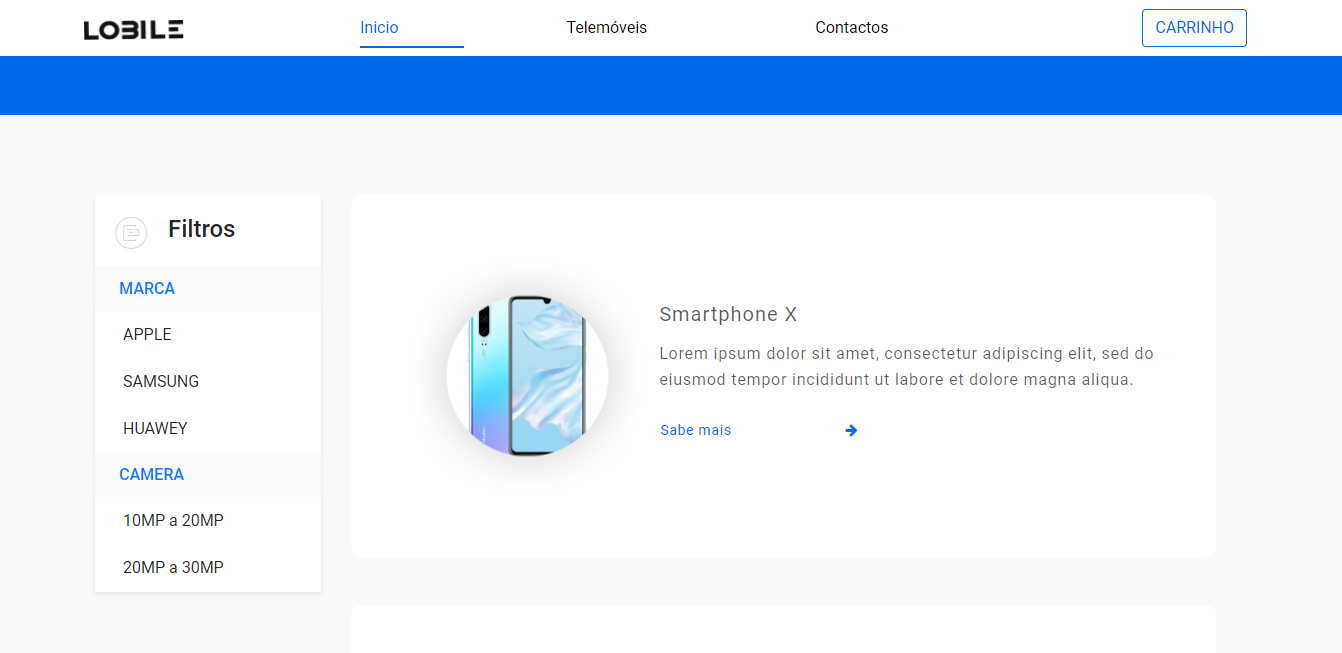 LOBILE
Inicio
Telemóveis
Contactos
CARRINHO
Filtros
MARCA
APPLE
SAMSUNG
HUAWEY
CAMERA
10MP a 20MP
20MP a 30MP
Smartphone X
Lorem ipsum dolor sit amet, consectetur adipiscing elit, sed do
eiusmod tempor incididunt ut labore et dolore magna aliqua.
Sabe mais